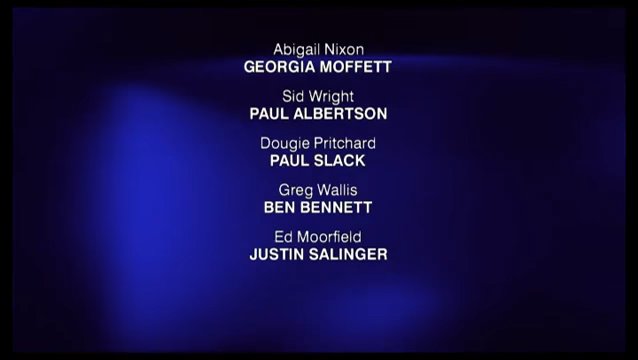 Abigail Nixon
GEORGIA MOFFETT
Sid Wright
PAUL ALBERTSON
Dougie Pritchard
PAUL SLACK
Greg Wallis
BEN BENNETT
Ed Moorfield
JUSTIN SALINGER